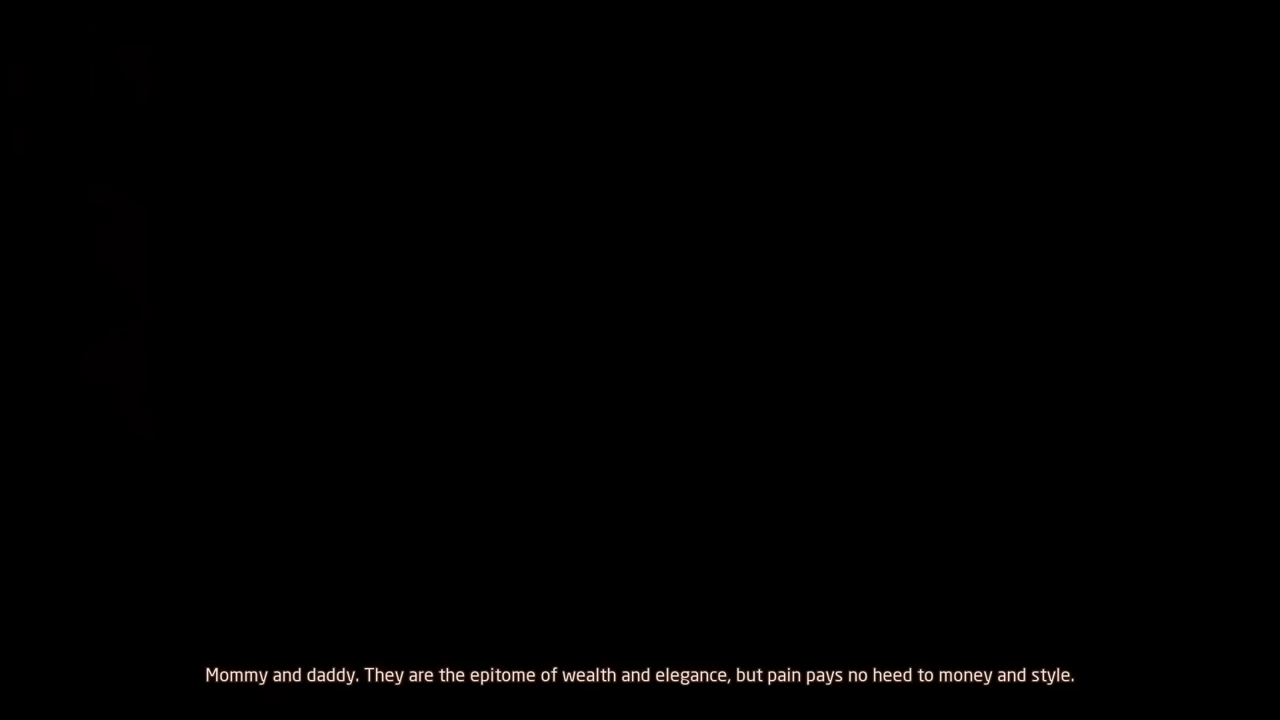 Mommy and daddy. They are the epitome of wealth and elegance, but pain pays no heed to money and style.